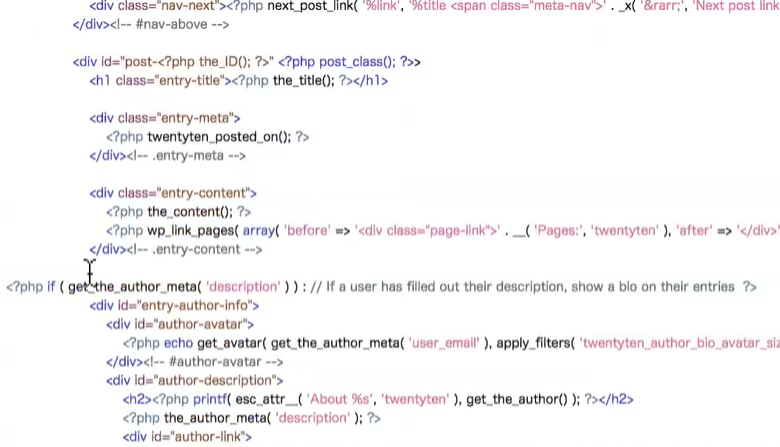 <div class="nav-next"><?php next_post_link( '%link', '%title <span class="meta-nav">' . _x( '&rarr;', 'Next post link
</div><!-- #nav-above -->
<div id="post-<?php the_ID(); ?>" <?php post_class(); ?>>
<h1 class="entry-title"><?php the_title(); ?></h1>
<div class="entry-meta">
<?php twentyten_posted_on(); ?>
</div><!-- .entry-meta -->
<div class="entry-content">
<?php the_content(); ?>
<?php wp_link_pages( array( 'before' => '<div class="page-link">' . __( 'Pages:', 'twentyten' ), 'after' => '</div>'
</div><!-- .entry-content -->
<?php if ( get_the_author_meta( 'description' ) ) : // If a user has filled out their description, show a bio on their entries ?>
<div id="entry-author-info">
<div id="author-avatar">
<?php echo get_avatar( get_the_author_meta( 'user_email' ), apply_filters( 'twentyten_author_bio_avatar_siz
</div><!-- #author-avatar -->
<div id="author-description">
<h2><?php printf( esc_attr__( 'About %s', 'twentyten' ), get_the_author() ); ?></h2>
<?php the_author_meta( 'description' ); ?>
<div id="author-link">